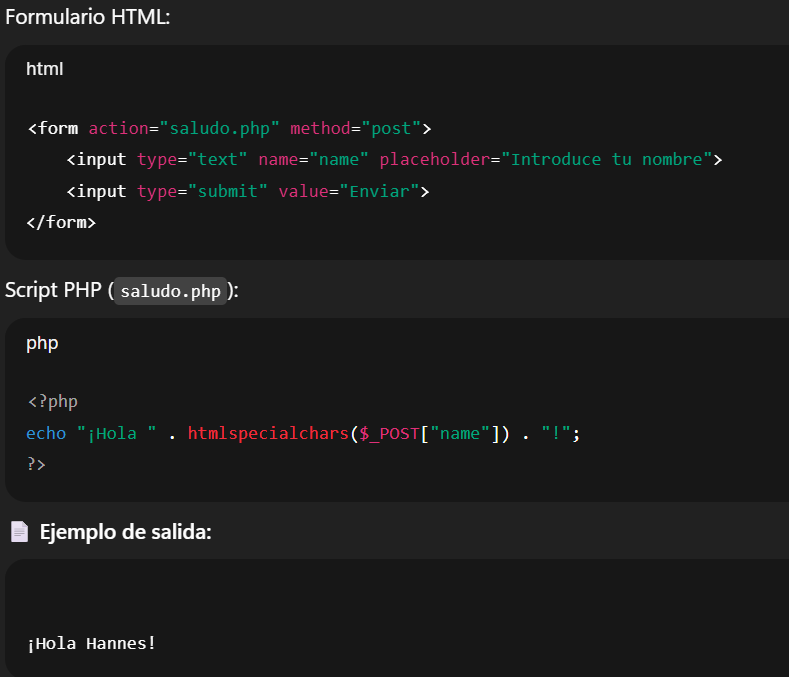 Formulario HTML:
html
<form action="saludo.php" method="post">
    <input type="text" name="name" placeholder="Introduce tu nombre">
    <input type="submit" value="Enviar">
</form>
Script PHP (saludo.php):
php
<?php
echo "¡Hola " . htmlspecialchars($_POST["name"]) . "!";
?>
Ejemplo de salida:
¡Hola Hannes!